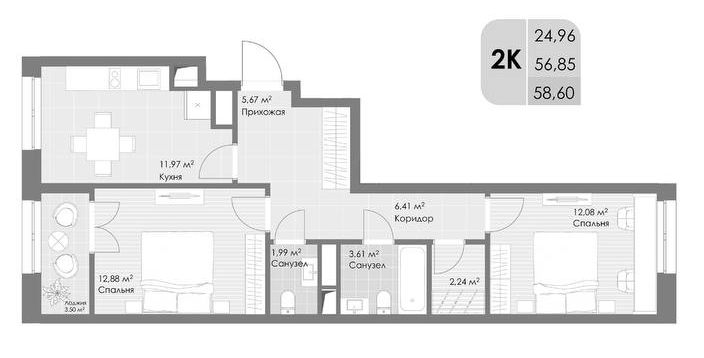 2К
24,96
56,85
58,60
5.67 м²
Прихожая
11.97 м²
Кухня
6.41 м²
Коридор
12.08 м²
Спальня
1.99 м²
Санузел
3.61 м²
Санузел
2.24 м²
12.88 м²
Спальня
Лоджия
3.50 м²